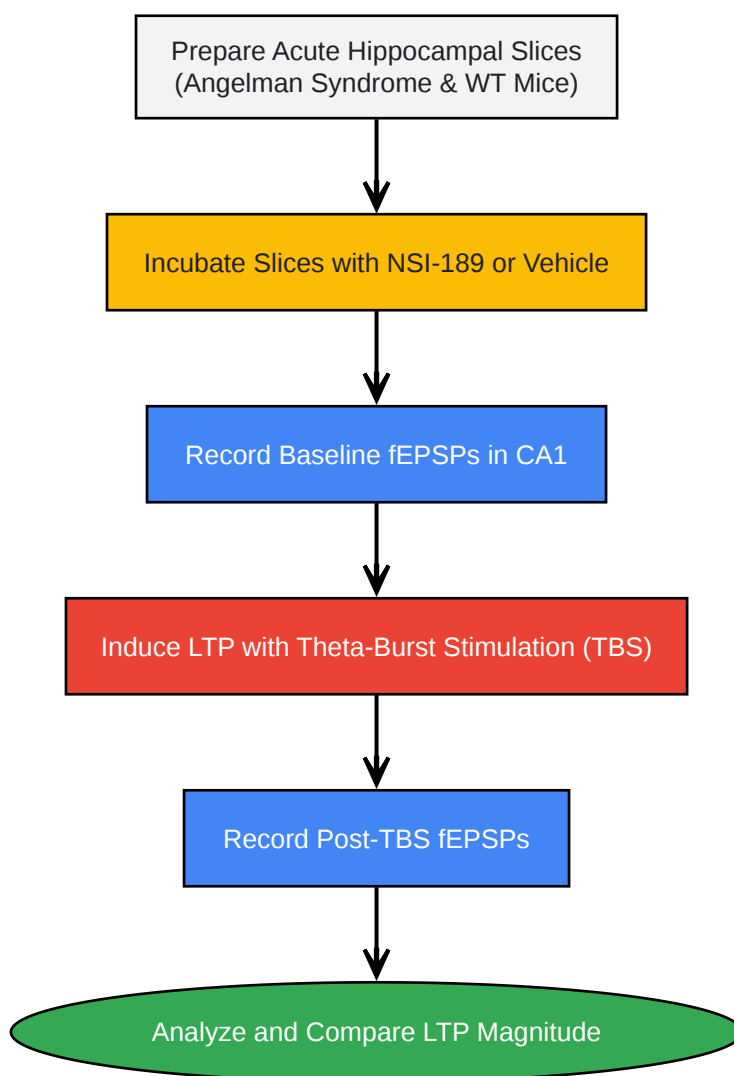 Prepare Acute Hippocampal Slices
(Angelman Syndrome & WT Mice)
Incubate Slices with NSI-189 or Vehicle
Record Baseline fEPSPs in CA1
Induce LTP with Theta-Burst Stimulation (TBS)
Record Post-TBS fEPSPs
Analyze and Compare LTP Magnitude